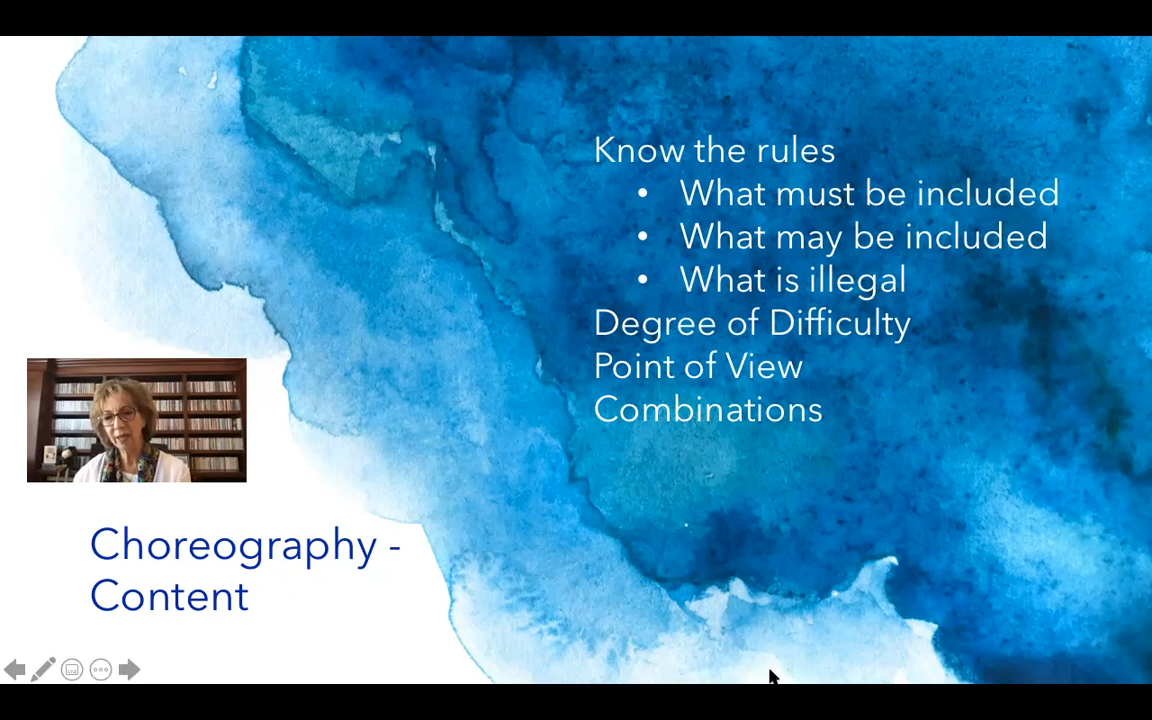 Know the rules
• What must be included
• What may be included
• What is illegal
Degree of Difficulty
Point of View
Combinations
Choreography -
Content